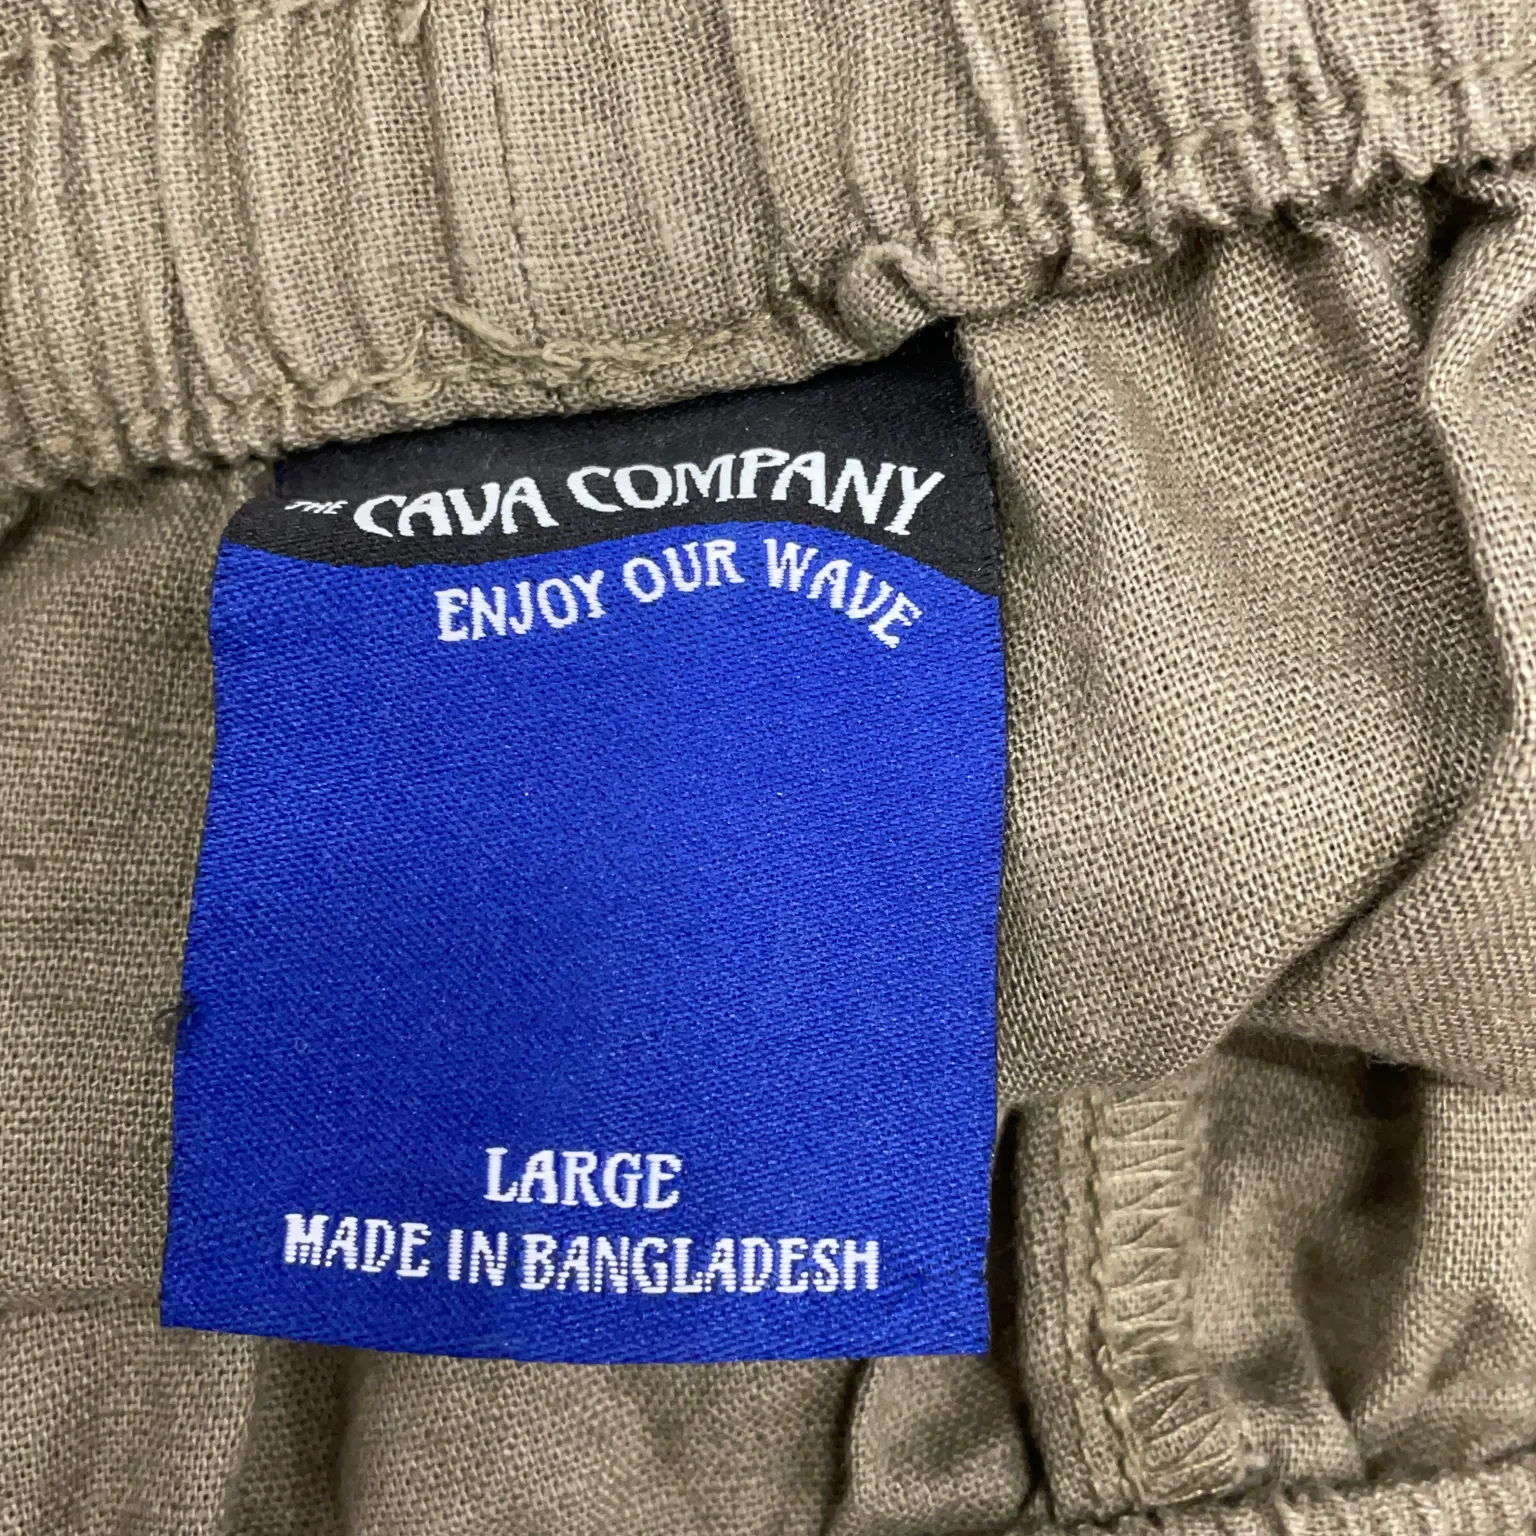 THE CAVA COMPANY
ENJOY OUR WAVE
LARGE
MADE IN BANGLADESH